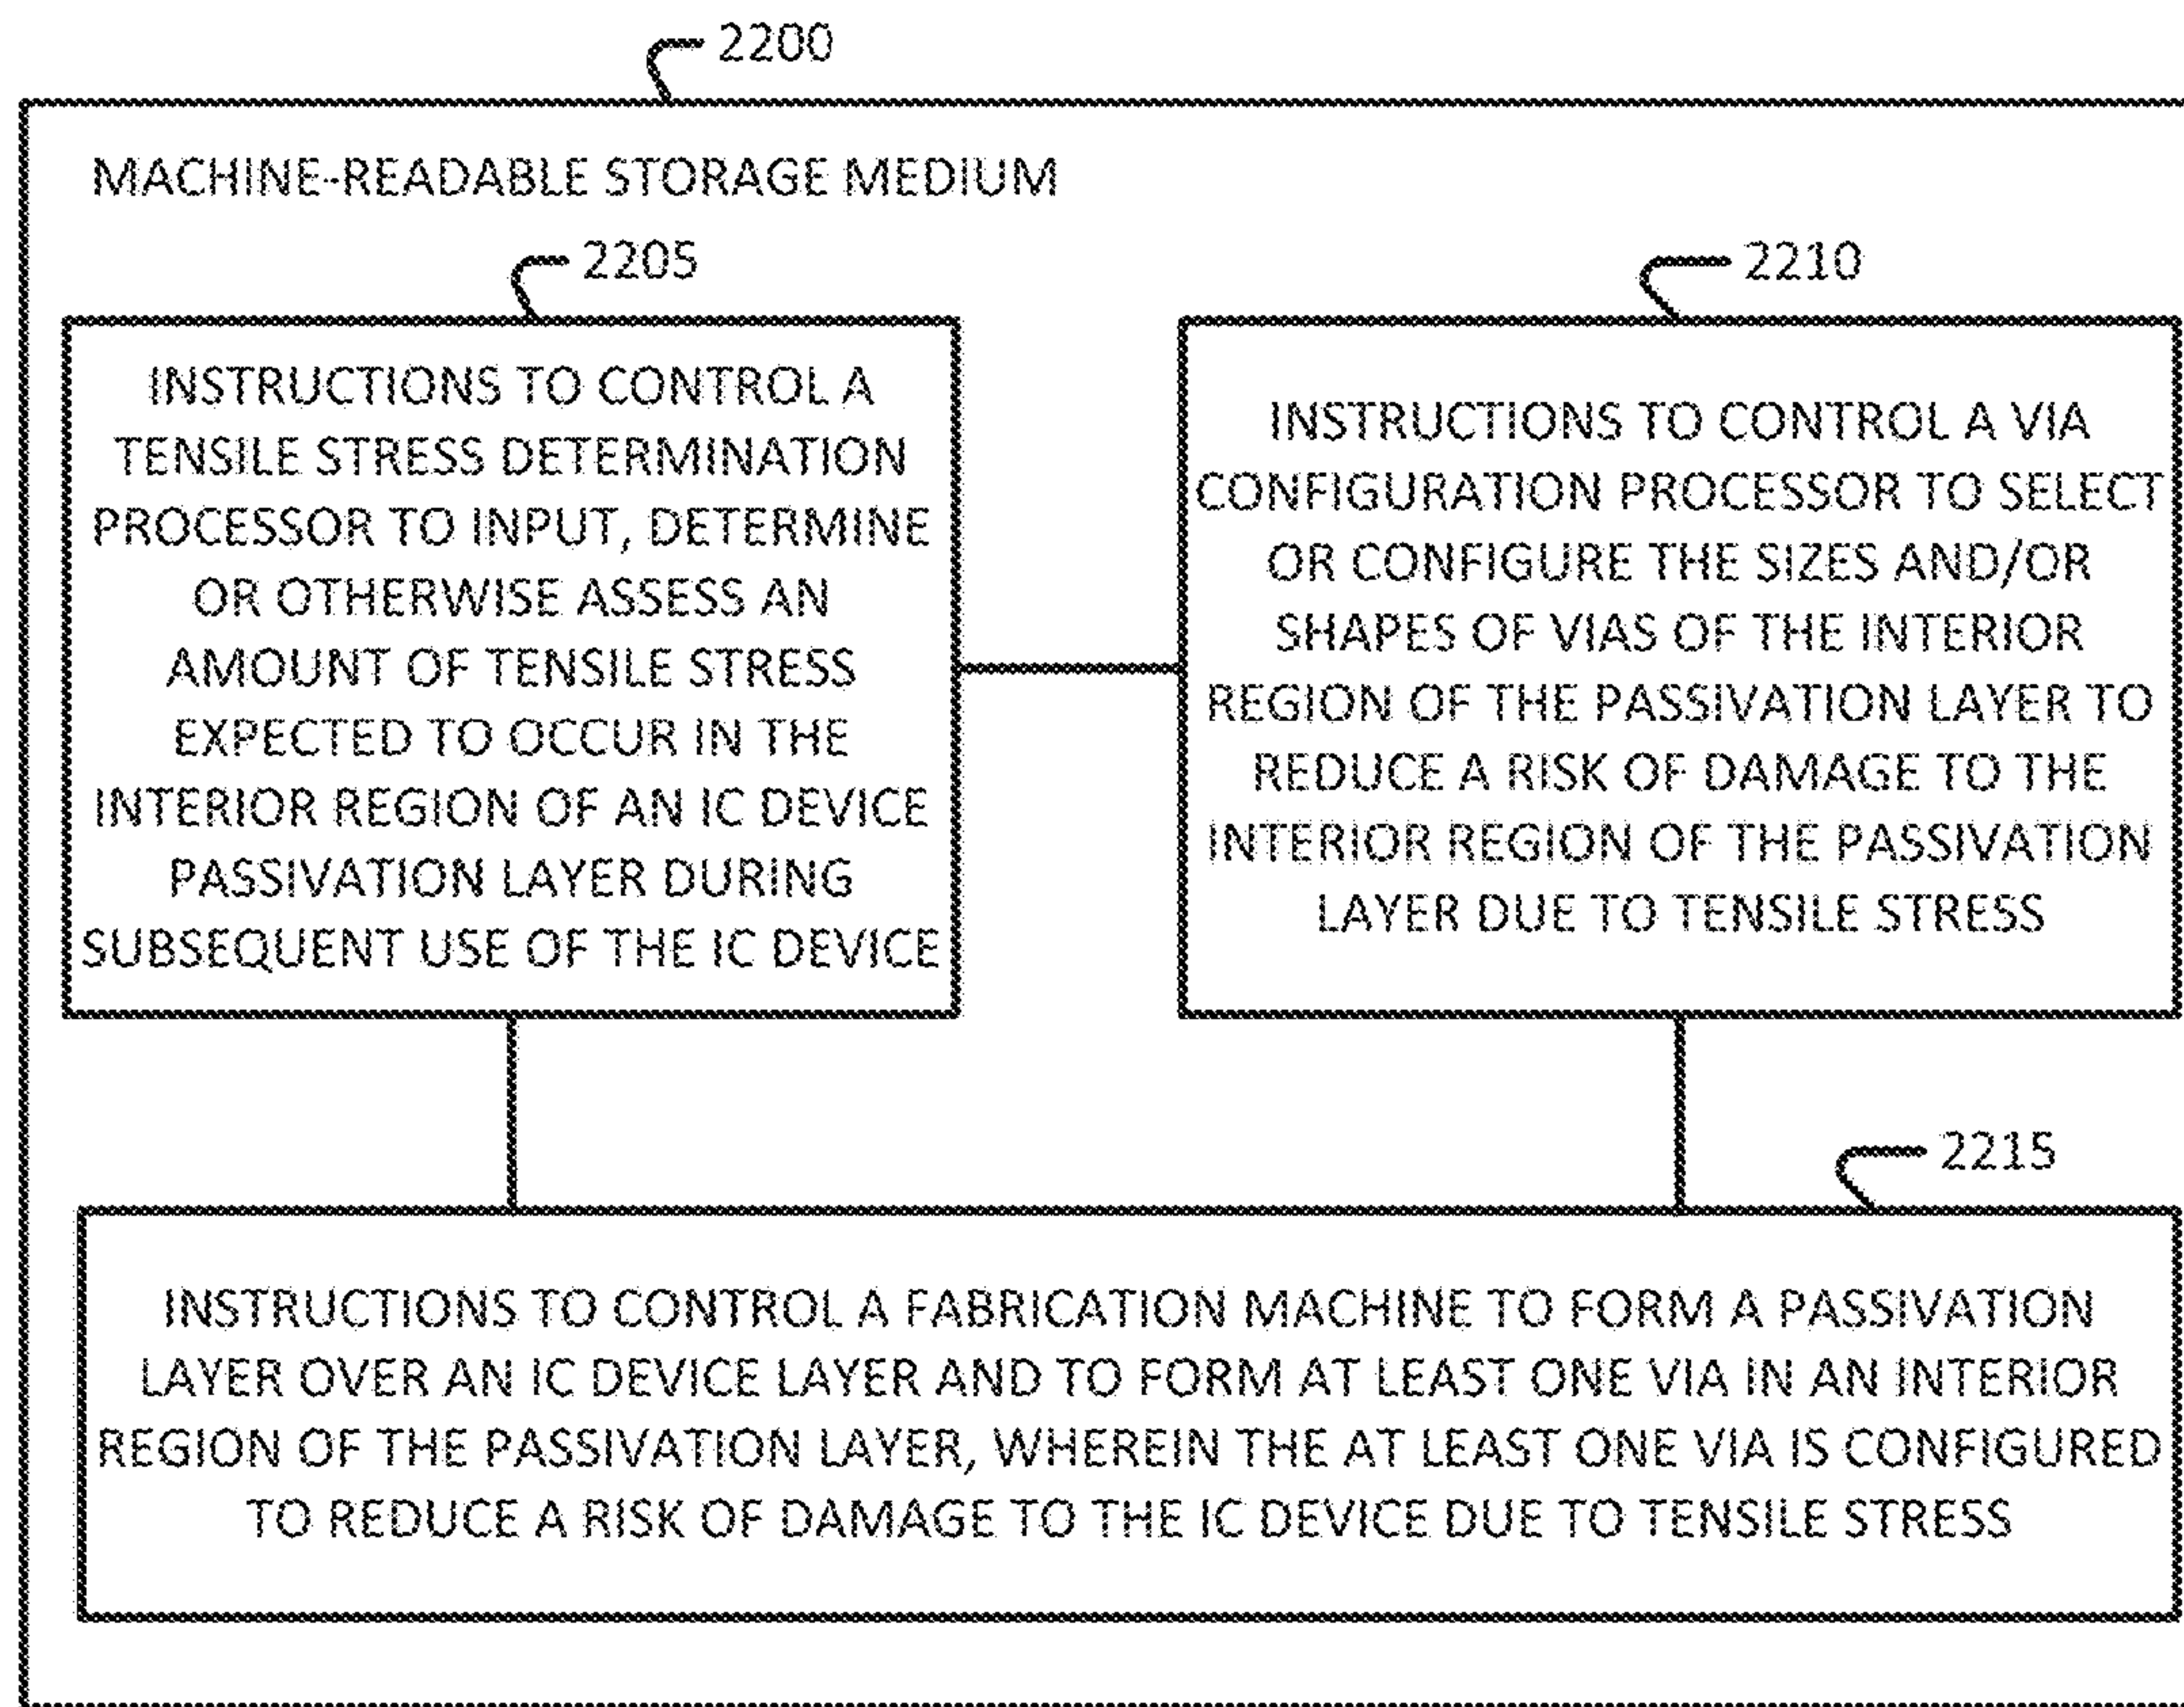 2200
MACHINE-READABLE STORAGE MEDIUM
2205
INSTRUCTIONS TO CONTROL A
TENSILE STRESS DETERMINATION
PROCESSOR TO INPUT, DETERMINE
OR OTHERWISE ASSESS AN
AMOUNT OF TENSILE STRESS
EXPECTED TO OCCUR IN THE
INTERIOR REGION OF AN IC DEVICE
PASSIVATION LAYER DURING
SUBSEQUENT USE OF THE IC DEVICE
2210
INSTRUCTIONS TO CONTROL A VIA
CONFIGURATION PROCESSOR TO SELECT
OR CONFIGURE THE SIZES AND/OR
SHAPES OF VIAS OF THE INTERIOR
REGION OF THE PASSIVATION LAYER TO
REDUCE A RISK OF DAMAGE TO THE
INTERIOR REGION OF THE PASSIVATION
LAYER DUE TO TENSILE STRESS
2215
INSTRUCTIONS TO CONTROL A FABRICATION MACHINE TO FORM A PASSIVATION
LAYER OVER AN IC DEVICE LAYER AND TO FORM AT LEAST ONE VIA IN AN INTERIOR
REGION OF THE PASSIVATION LAYER, WHEREIN THE AT LEAST ONE VIA IS CONFIGURED
TO REDUCE A RISK OF DAMAGE TO THE IC DEVICE DUE TO TENSILE STRESS